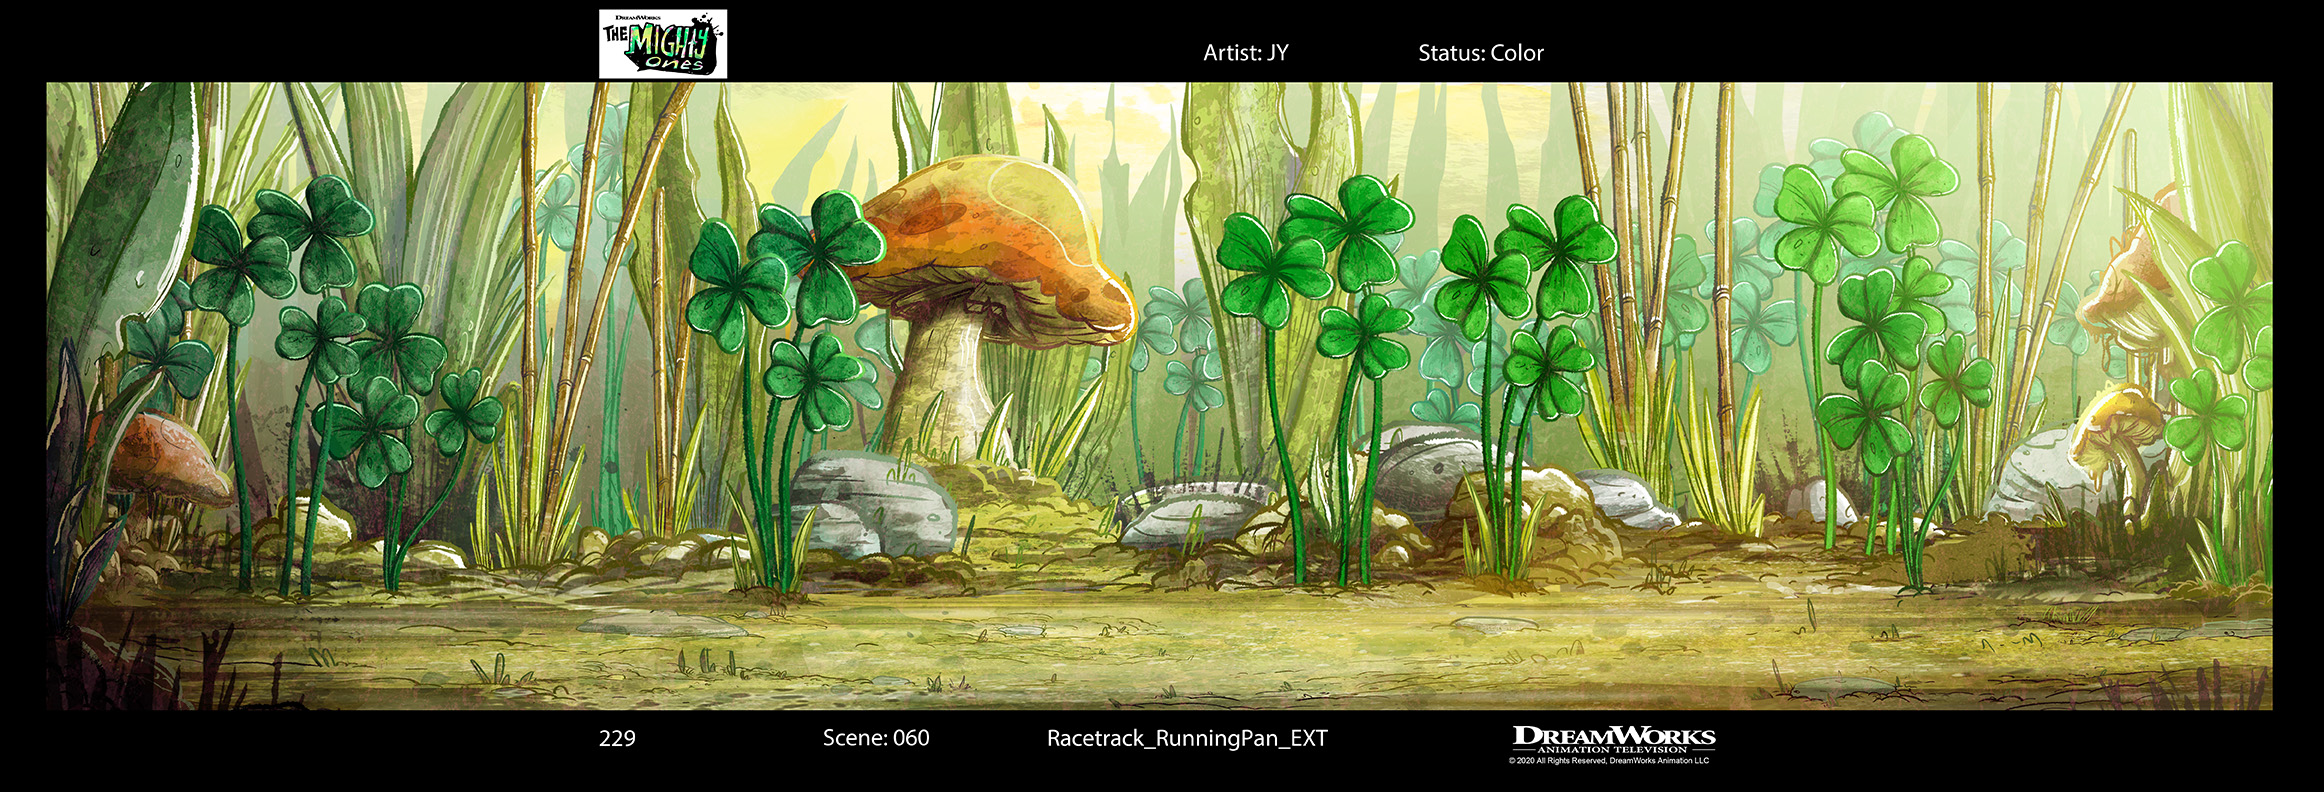 DREAMWORKS
THE MIGHTY
ones
Artist: JY
Status: Color
229
Scene: 060
Racetrack_RunningPan_EXT
DREAMWORKS
ANIMATION TELEVISION
© 2020 All Rights Reserved, DreamWorks Animation LLC